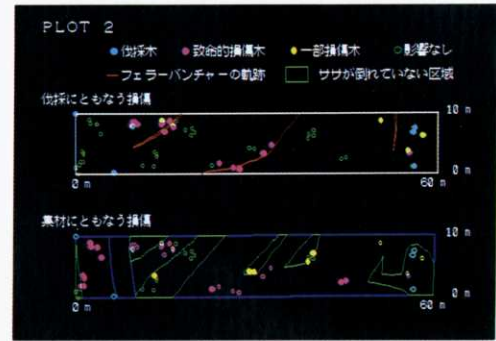 PLOT 2
伐採木 致命的損傷木 一部損傷木 影響なし
フェラーバンチャーの軌跡 ササが倒れていない区域
伐採にともなう損傷
10 m
0 m
0 m 60 m
集材にともなう損傷
10 m
0 m
0 m 60 m